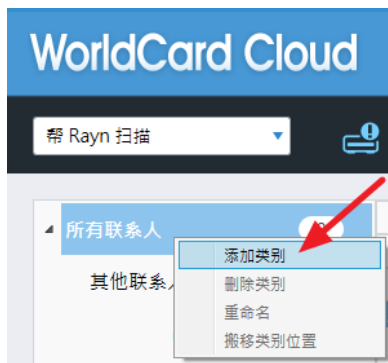 WorldCard Cloud
帮 Rayn 扫描
所有联系人
其他联系
添加类别
删除类别
重命名
搬移类别位置